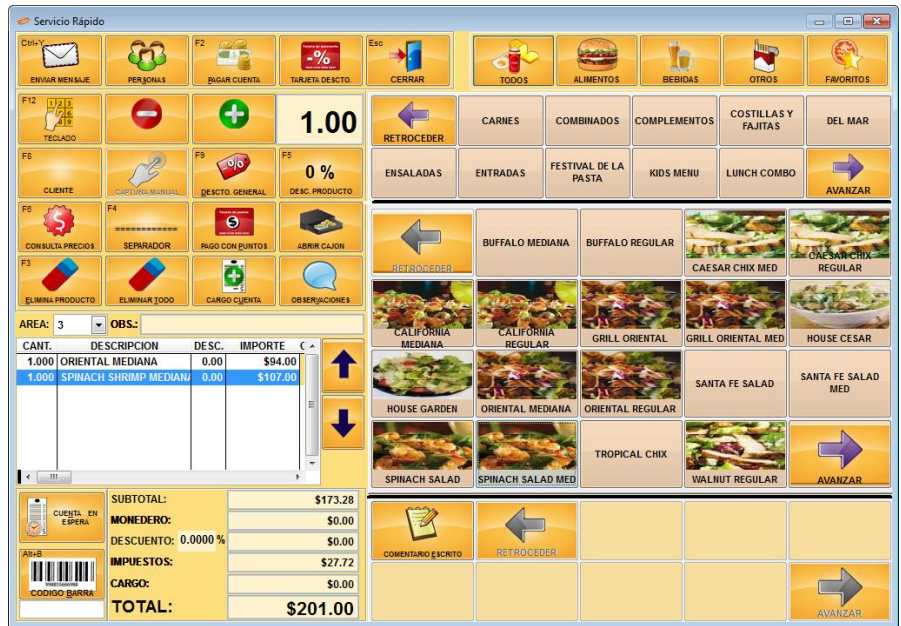 Servicio Rápido
Ctrl+Y
ENVIAR MENSAJE
PERSONAS
F2
PAGAR CUENTA
TARJETA DESCTO.
Esc
CERRAR
TODOS
ALIMENTOS
BEBIDAS
OTROS
FAVORITOS
F12
TECLADO
1.00
RETROCEDER
CARNES
COMBINADOS
COMPLEMENTOS
COSTILLAS Y
FAJITAS
DEL MAR
F8
CLIENTE
CAPTURA MANUAL
F9
DESCTO. GENERAL
F5
0 %
DESC. PRODUCTO
ENSALADAS
ENTRADAS
FESTIVAL DE LA
PASTA
KIDS MENU
LUNCH COMBO
AVANZAR
F6
CONSULTA PRECIOS
F4
SEPARADOR
PAGO CON PUNTOS
ABRIR CAJON
RETROCEDER
BUFFALO MEDIANA
BUFFALO REGULAR
CAESAR CHIX MED
CAESAR CHIX
REGULAR
F3
ELIMINA PRODUCTO
ELIMINAR TODO
CARGO CUENTA
OBSERVACIONES
CALIFORNIA
MEDIANA
CALIFORNIA
REGULAR
GRILL ORIENTAL
GRILL ORIENTAL MED
HOUSE CESAR
AREA: 3 OBS.:
CANT. DESCRIPCION DESC. IMPORTE C
1.000 ORIENTAL MEDIANA 0.00 $94.00
1.000 SPINACH SHRIMP MEDIANA 0.00 $107.00
HOUSE GARDEN
ORIENTAL MEDIANA
ORIENTAL REGULAR
SANTA FE SALAD
SANTA FE SALAD
MED
SPINACH SALAD
SPINACH SALAD MED
TROPICAL CHIX
WALNUT REGULAR
AVANZAR
CUENTA EN
ESPERA
SUBTOTAL: $173.28
MONEDERO: $0.00
DESCUENTO: 0.0000 % $0.00
IMPUESTOS: $27.72
CARGO: $0.00
TOTAL: $201.00
Alt+B
CODIGO BARRA
COMENTARIO ESCRITO
RETROCEDER
AVANZAR